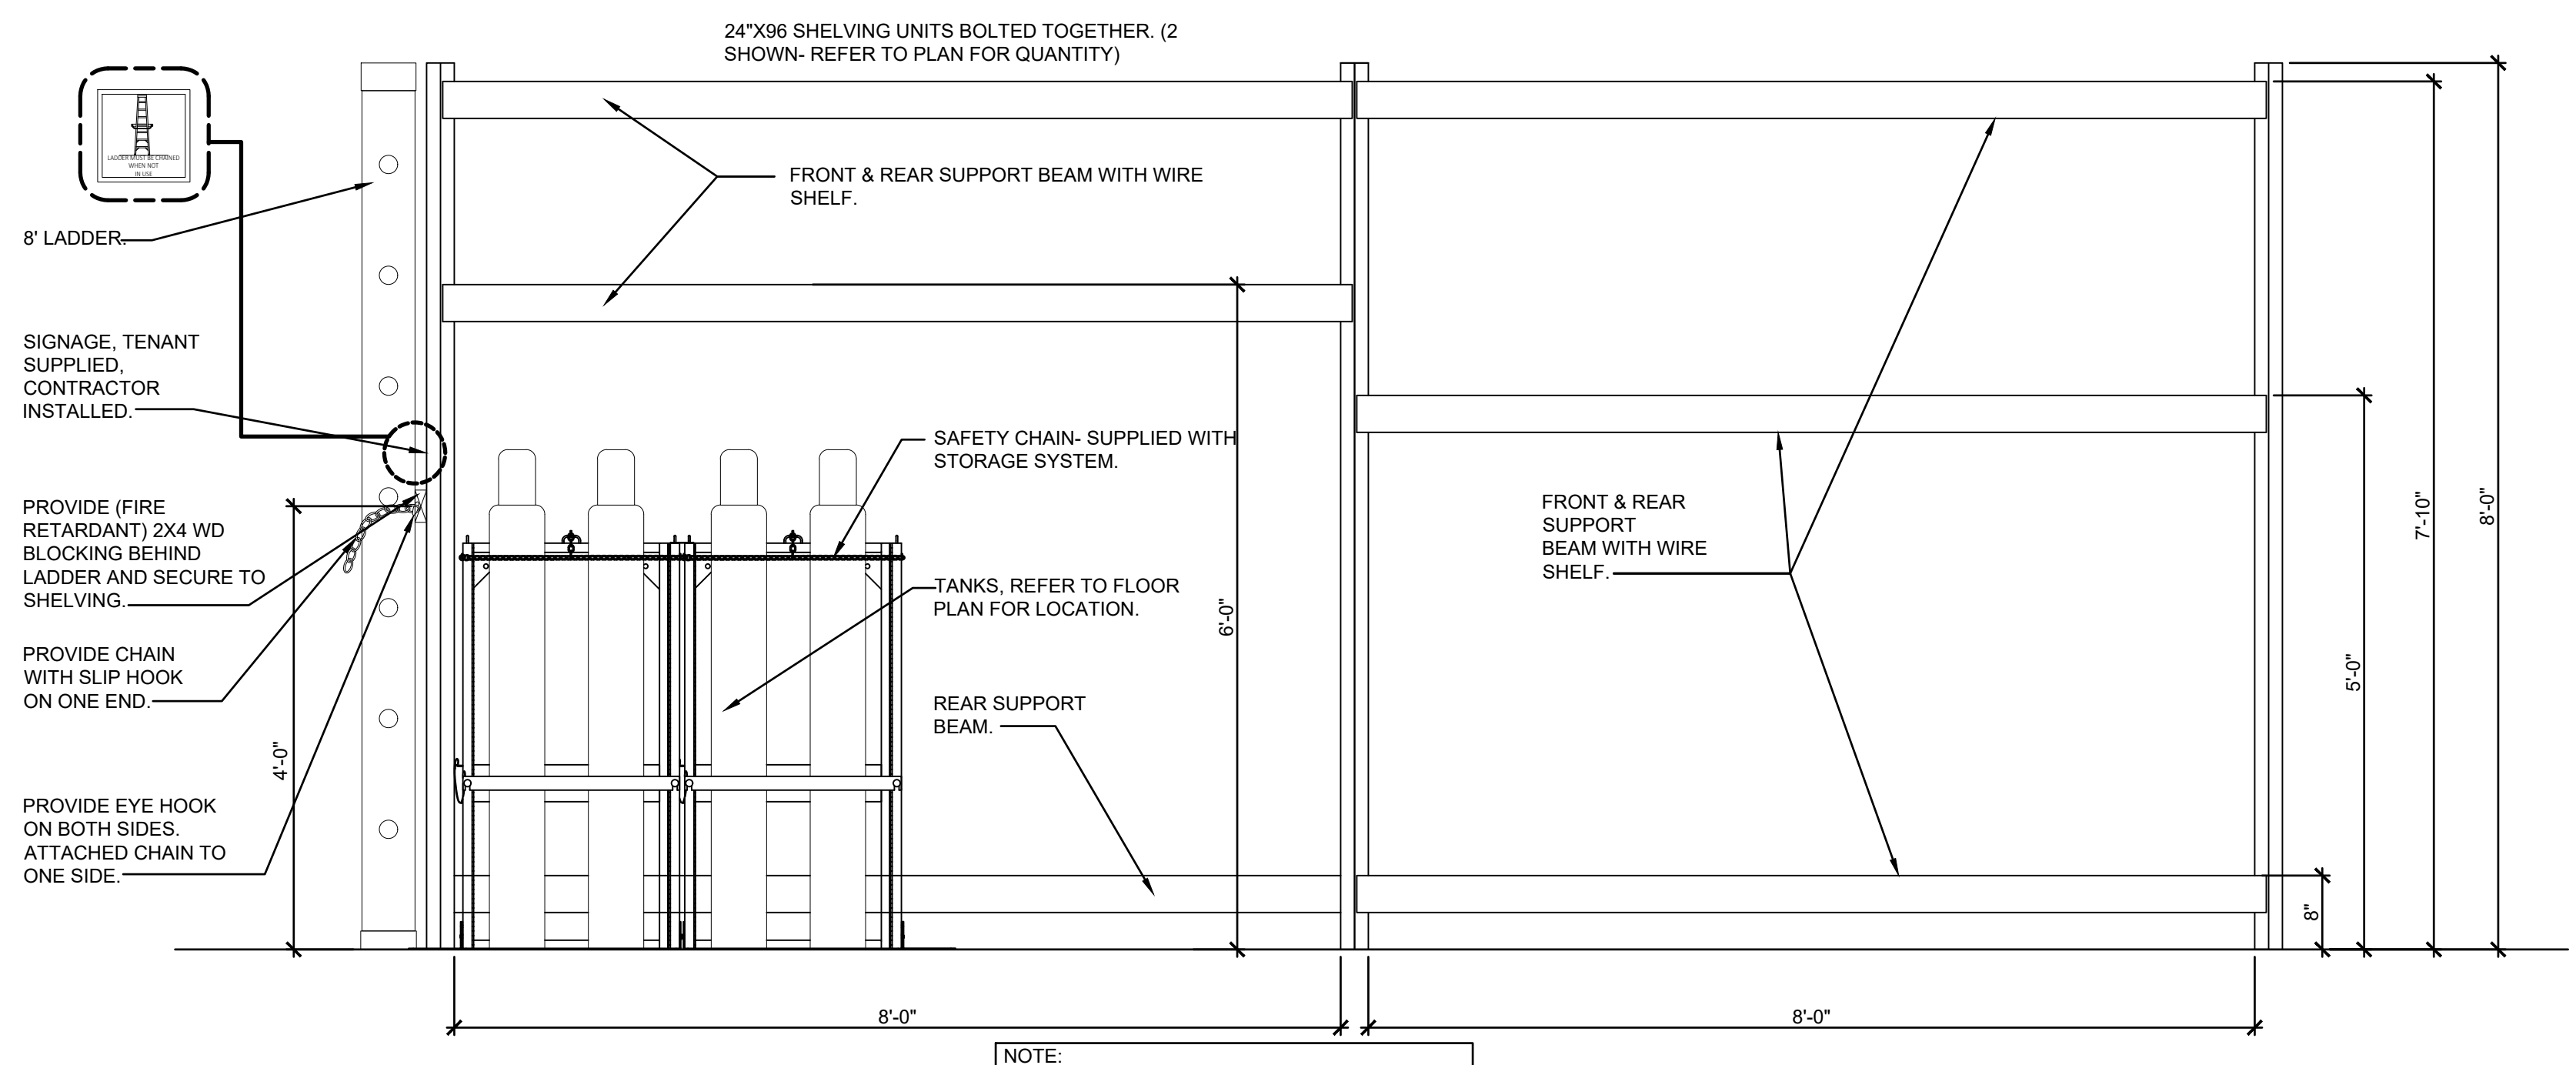 24"X96 SHELVING UNITS BOLTED TOGETHER. (2
SHOWN- REFER TO PLAN FOR QUANTITY)
LADDER MUST BE CHAINED
WHEN NOT
IN USE
FRONT & REAR SUPPORT BEAM WITH WIRE
SHELF.
8' LADDER.
SIGNAGE, TENANT
SUPPLIED,
CONTRACTOR
INSTALLED.
SAFETY CHAIN- SUPPLIED WITH
STORAGE SYSTEM.
PROVIDE (FIRE
RETARDANT) 2X4 WD
BLOCKING BEHIND
LADDER AND SECURE TO
SHELVING.
FRONT & REAR
SUPPORT
BEAM WITH WIRE
SHELF.
TANKS, REFER TO FLOOR
PLAN FOR LOCATION.
PROVIDE CHAIN
WITH SLIP HOOK
ON ONE END.
REAR SUPPORT
BEAM.
PROVIDE EYE HOOK
ON BOTH SIDES.
ATTACHED CHAIN TO
ONE SIDE.
4'-0"
6'-0"
8"
5'-0"
7'-10"
8'-0"
8'-0"
8'-0"
NOTE: